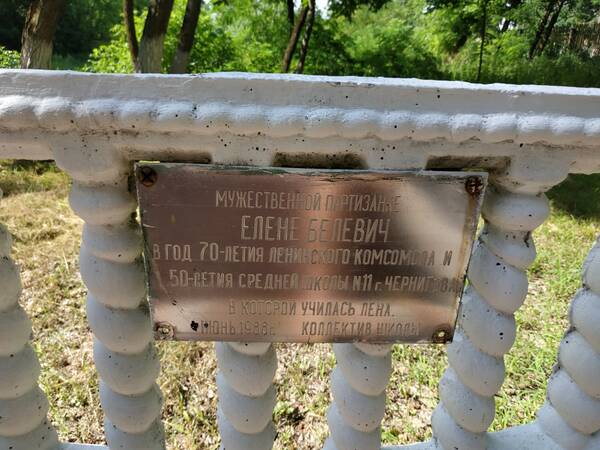 МУЖЕСТВЕННОЙ ПАРТИЗАНКЕ
ЕЛЕНЕ БЕЛЕВИЧ
В ГОД 70-ЛЕТИЯ ЛЕНИНСКОГО КОМСОМОЛА И
50-ЛЕТИЯ СРЕДНЕЙ ШКОЛЫ №11 г. ЧЕРНИГОВА,
В КОТОРОЙ УЧИЛАСЬ ЛЕНА.
ИЮНЬ 1988г. КОЛЛЕКТИВ ШКОЛЫ